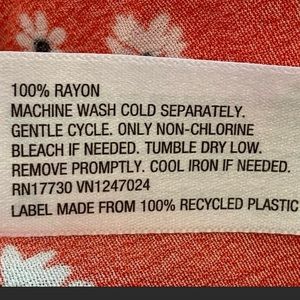 100% RAYON
MACHINE WASH COLD SEPARATELY.
GENTLE CYCLE. ONLY NON-CHLORINE
BLEACH IF NEEDED. TUMBLE DRY LOW.
REMOVE PROMPTLY. COOL IRON IF NEEDED.
RN17730 VN1247024
LABEL MADE FROM 100% RECYCLED PLASTIC